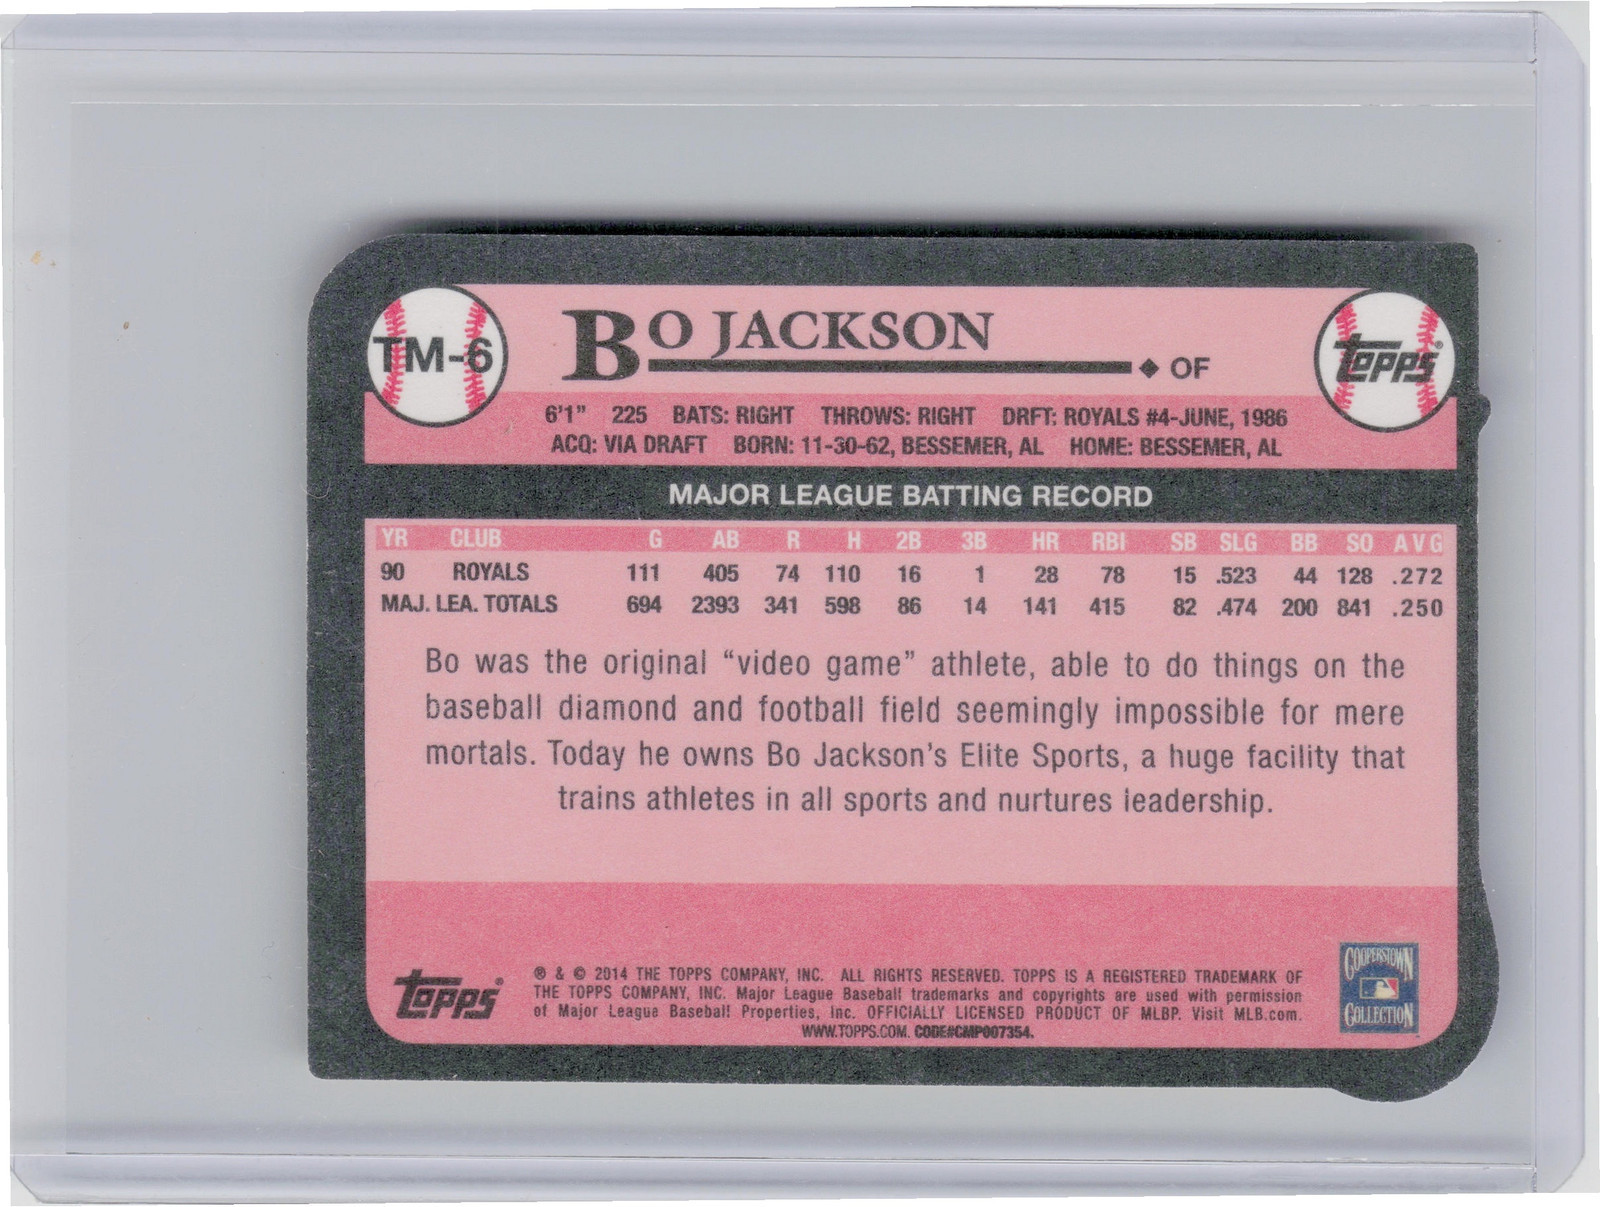 TM-6
BO JACKSON
OF
Topps®
6'1" 225 BATS: RIGHT THROWS: RIGHT DRFT: ROYALS #4-JUNE, 1986
ACQ: VIA DRAFT BORN: 11-30-62, BESSEMER, AL HOME: BESSEMER, AL
MAJOR LEAGUE BATTING RECORD
YR CLUB G AB R H 2B 3B HR RBI SB SLG BB SO AVG
90 ROYALS 111 405 74 110 16 1 28 78 15 .523 44 128 .272
MAJ. LEA. TOTALS 694 2393 341 598 86 14 141 415 82 .474 200 841 .250
Bo was the original “video game” athlete, able to do things on the
baseball diamond and football field seemingly impossible for mere
mortals. Today he owns Bo Jackson’s Elite Sports, a huge facility that
trains athletes in all sports and nurtures leadership.
Topps®
® & © 2014 THE TOPPS COMPANY, INC. ALL RIGHTS RESERVED. TOPPS IS A REGISTERED TRADEMARK OF
THE TOPPS COMPANY, INC. Major League Baseball trademarks and copyrights are used with permission
of Major League Baseball Properties, Inc. OFFICIALLY LICENSED PRODUCT OF MLBP. Visit MLB.com.
WWW.TOPPS.COM. CODE#CMP007354.
COOPERSTOWN
COLLECTION